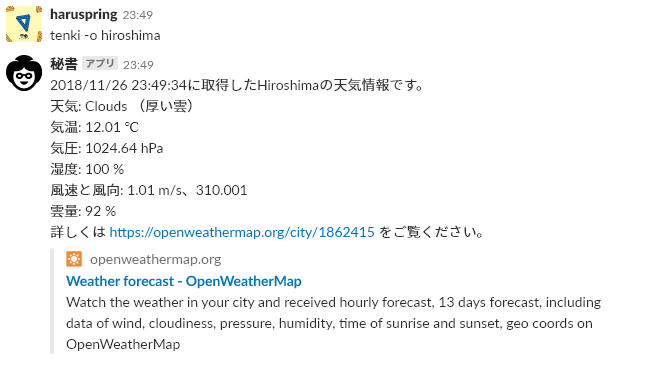 haruspring 23:49
tenki -o hiroshima
秘書 アプリ 23:49
2018/11/26 23:49:34に取得したHiroshimaの天気情報です。
天気: Clouds （厚い雲）
気温: 12.01 ℃
気圧: 1024.64 hPa
湿度: 100 %
風速と風向: 1.01 m/s、310.001
雲量: 92 %
詳しくは https://openweathermap.org/city/1862415 をご覧ください。
openweathermap.org
Weather forecast - OpenWeatherMap
Watch the weather in your city and received hourly forecast, 13 days forecast, including
data of wind, cloudiness, pressure, humidity, time of sunrise and sunset, geo coords on
OpenWeatherMap